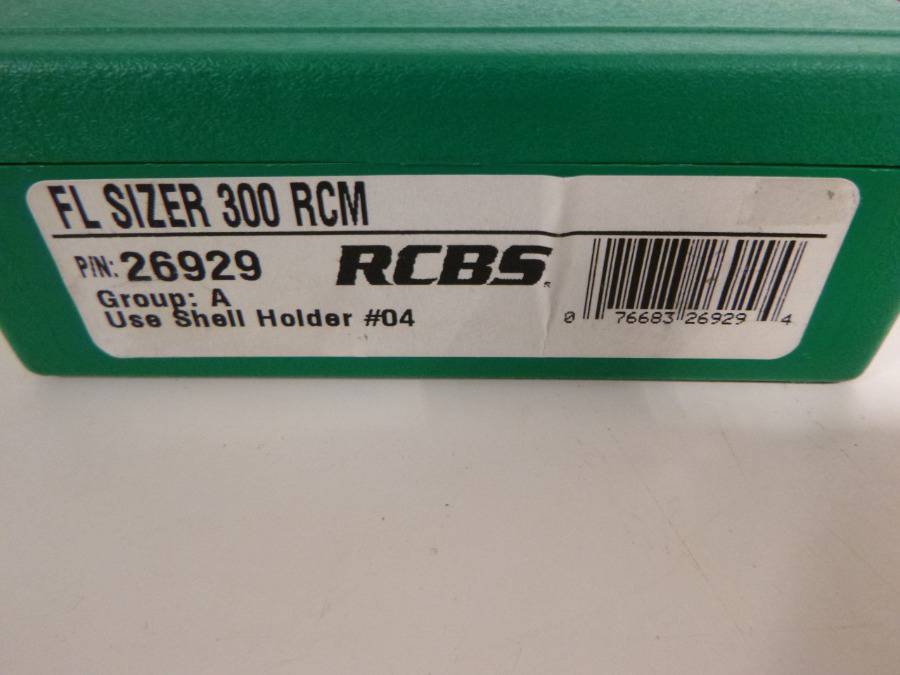 FL SIZER 300 RCM
P/N: 26929
Group: A
Use Shell Holder #04
RCBS
0 76683 26929 4